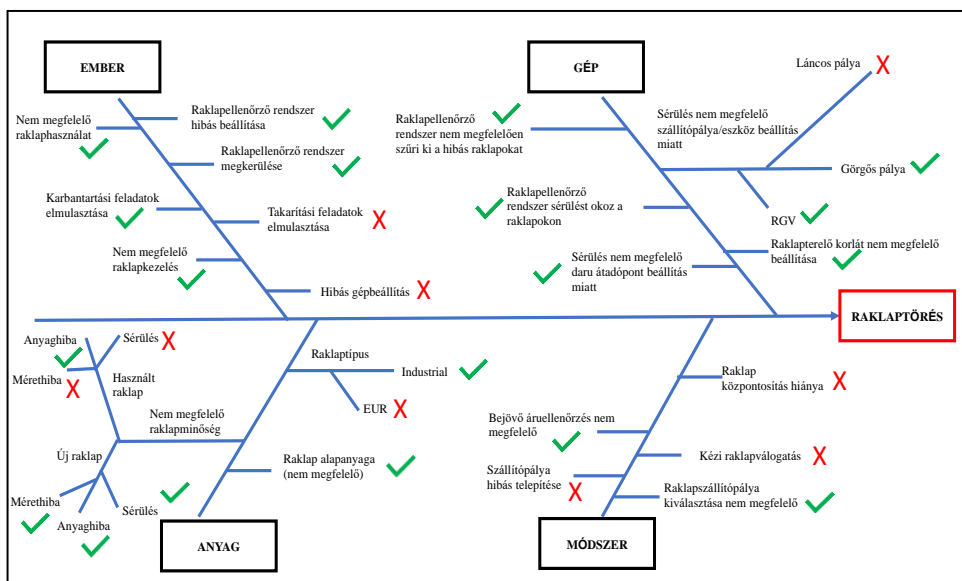 EMBER
Nem megfelelő
raklaphasználat
Raklapellenőrző rendszer
hibás beállítása
Raklapellenőrző rendszer
megkerülése
Karbantartási feladatok
elmulasztása
Takarítási feladatok
elmulasztása
Nem megfelelő
raklapkezelés
Hibás gépbeállítás
GÉP
Láncos pálya
Raklapellenőrző
rendszer nem megfelelően
szűri ki a hibás raklapokat
Sérülés nem megfelelő
szállítópálya/eszköz beállítás
miatt
Görgős pálya
Raklapellenőrző
rendszer sérülést okoz a
raklapokon
RGV
Raklapterelő korlát nem megfelelő
beállítása
Sérülés nem megfelelő
daru átadópont beállítás
miatt
RAKLAPTÖRÉS
Anyaghiba
Sérülés
Mérethiba
Használt
raklap
Raklaptípus
Industrial
EUR
Nem megfelelő
raklapminőség
Új raklap
Raklap alapanyaga
(nem megfelelő)
Mérethiba
Anyaghiba
Sérülés
ANYAG
Raklap
központosítás hiánya
Bejövő áruellenőrzés nem
megfelelő
Kézi raklapválogatás
Szállítópálya
hibás telepítése
Raklapszállítópálya
kiválasztása nem megfelelő
MÓDSZER